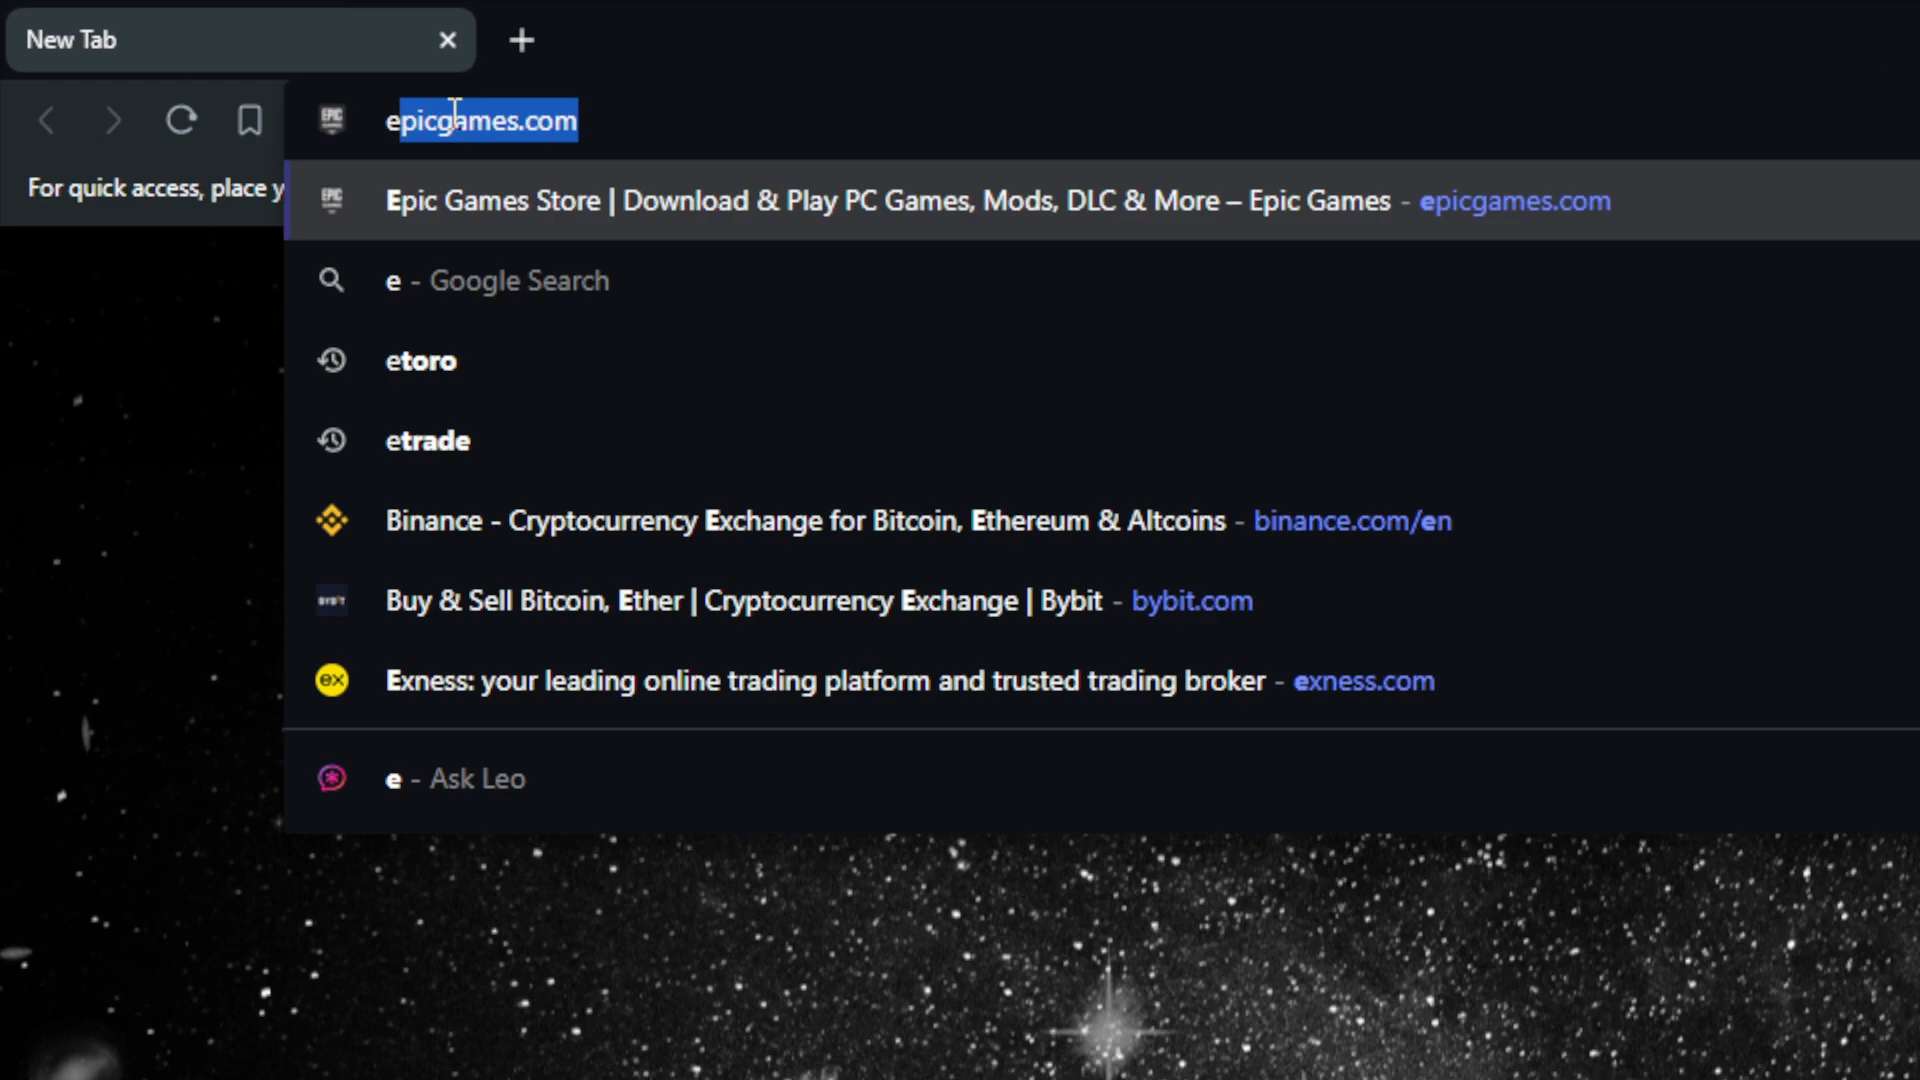 New Tab
epicgames.com
For quick access, place y
Epic Games Store | Download & Play PC Games, Mods, DLC & More – Epic Games - epicgames.com
e - Google Search
etoro
etrade
Binance - Cryptocurrency Exchange for Bitcoin, Ethereum & Altcoins - binance.com/en
Buy & Sell Bitcoin, Ether | Cryptocurrency Exchange | Bybit - bybit.com
ex Exness: your leading online trading platform and trusted trading broker - exness.com
e - Ask Leo